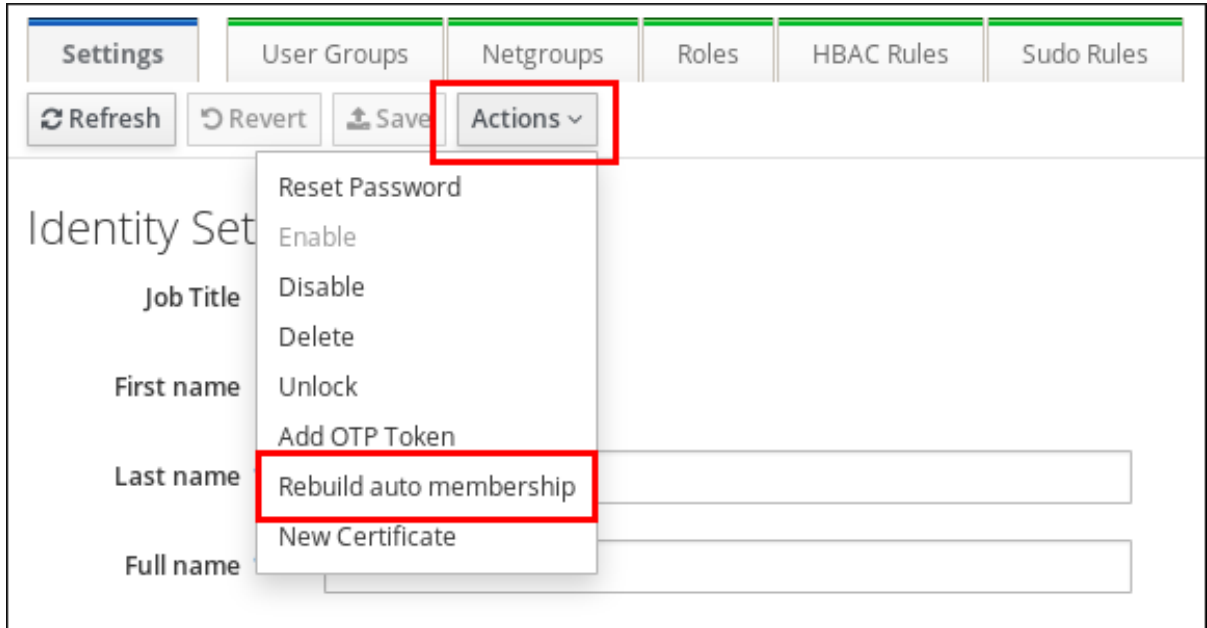 Settings User Groups Netgroups Roles HBAC Rules Sudo Rules
Refresh Revert Save Actions
Reset Password
Identity Set
Enable
Job Title
Disable
Delete
First name
Unlock
Add OTP Token
Last name
Rebuild auto membership
New Certificate
Full name